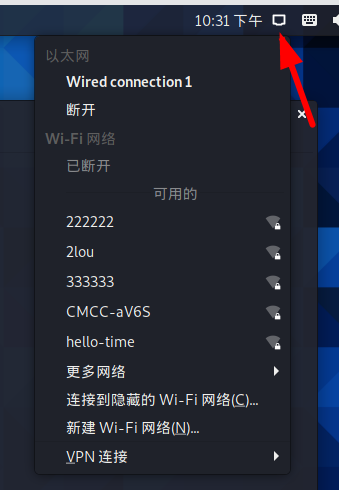 10:31 下午
以太网
Wired connection 1
断开
Wi-Fi 网络
已断开
可用的
222222
2lou
333333
CMCC-aV6S
hello-time
更多网络
连接到隐藏的 Wi-Fi 网络(C)...
新建 Wi-Fi 网络(N)...
VPN 连接